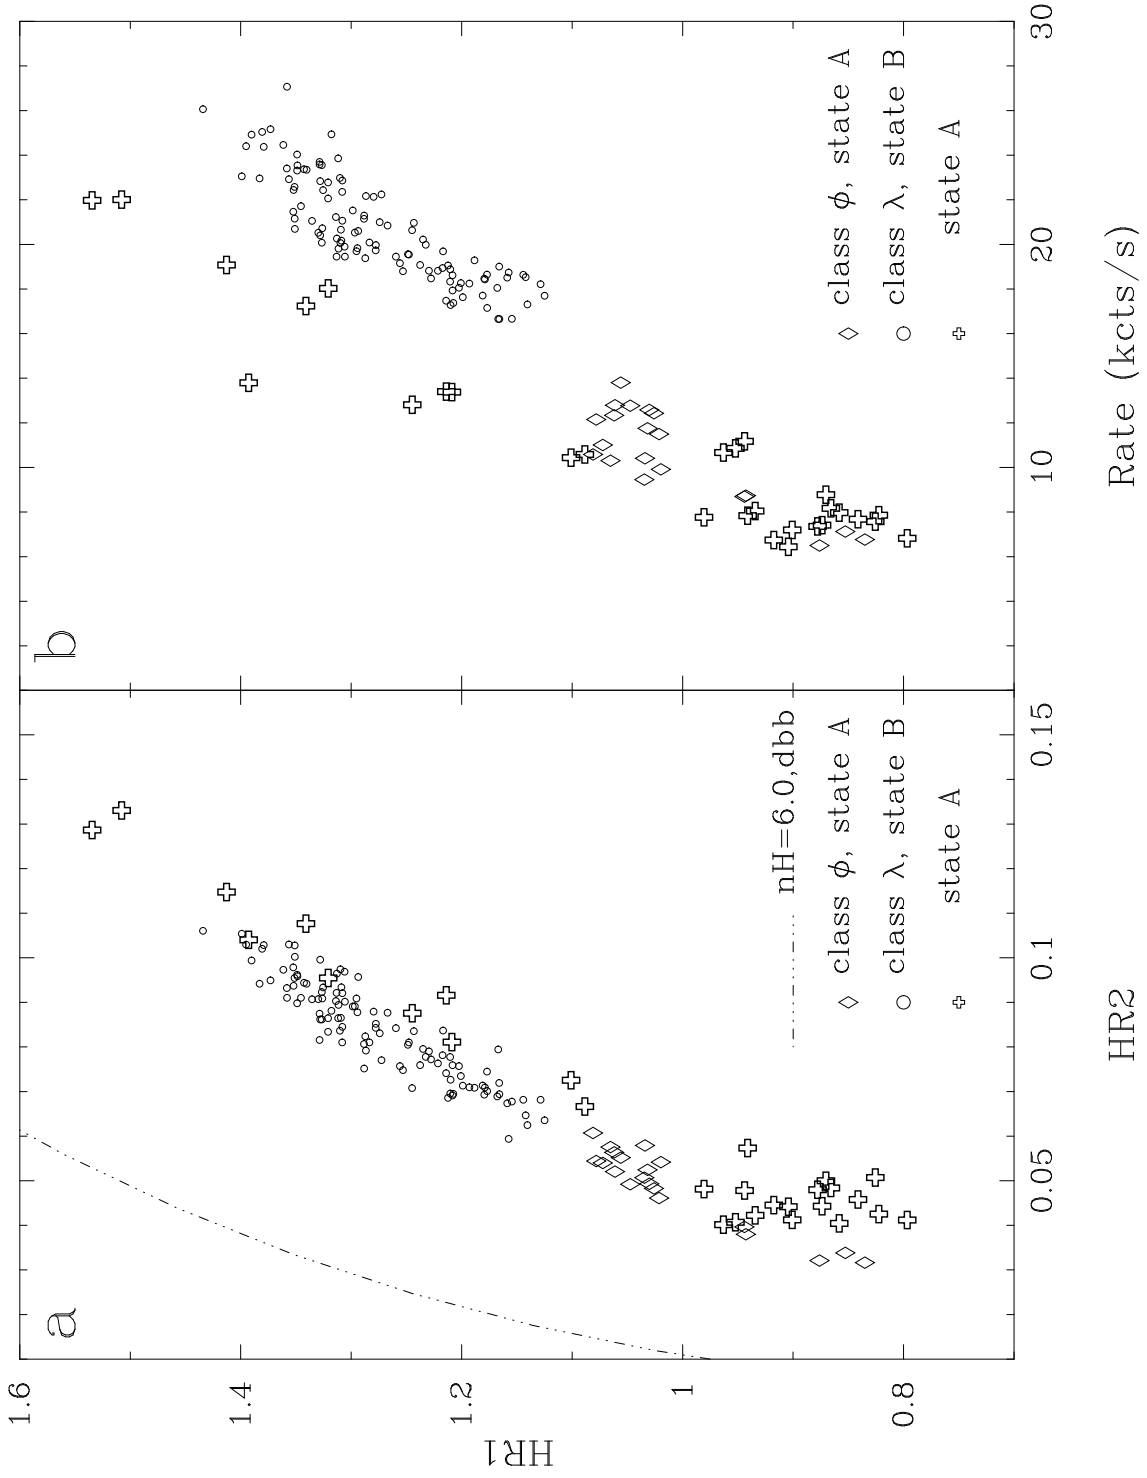 a
b
HR1
1.6
1.4
1.2
1
0.8
nH=6.0,dbb
class ϕ, state A
class λ, state B
state A
class ϕ, state A
class λ, state B
state A
0.05
0.1
0.15
10
20
30
HR2
Rate (kcts/s)